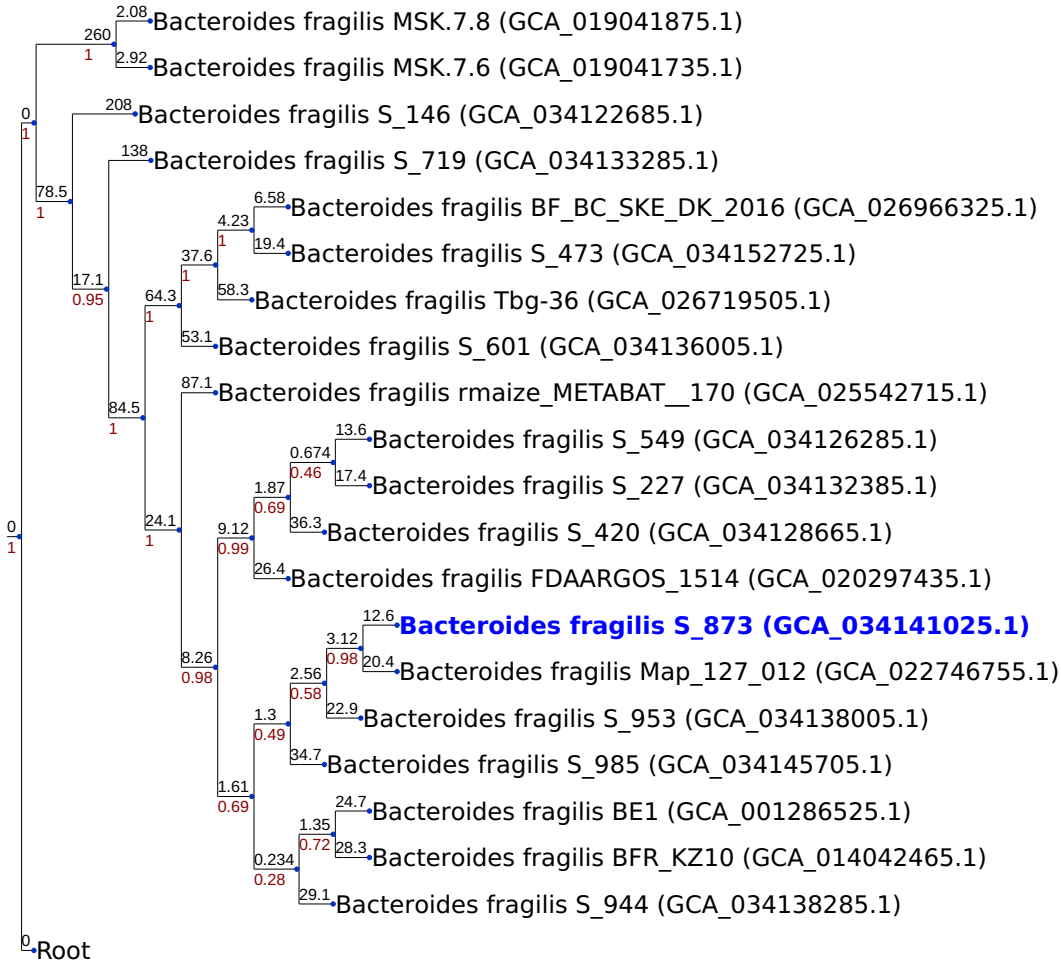 2.08 Bacteroides fragilis MSK.7.8 (GCA_019041875.1)
260
1
2.92 Bacteroides fragilis MSK.7.6 (GCA_019041735.1)
208 Bacteroides fragilis S_146 (GCA_034122685.1)
0
1
138 Bacteroides fragilis S_719 (GCA_034133285.1)
78.5
1
6.58 Bacteroides fragilis BF_BC_SKE_DK_2016 (GCA_026966325.1)
4.23
1
19.4 Bacteroides fragilis S_473 (GCA_034152725.1)
37.6
1
17.1
0.95
58.3 Bacteroides fragilis Tbg-36 (GCA_026719505.1)
64.3
1
53.1 Bacteroides fragilis S_601 (GCA_034136005.1)
87.1 Bacteroides fragilis rmaize_METABAT__170 (GCA_025542715.1)
84.5
1
13.6 Bacteroides fragilis S_549 (GCA_034126285.1)
0.674
0.46
17.4 Bacteroides fragilis S_227 (GCA_034132385.1)
1.87
0.69
36.3 Bacteroides fragilis S_420 (GCA_034128665.1)
0
1
24.1
1
9.12
0.99
26.4 Bacteroides fragilis FDAARGOS_1514 (GCA_020297435.1)
12.6 Bacteroides fragilis S_873 (GCA_034141025.1)
3.12
0.98
8.26
0.98
20.4 Bacteroides fragilis Map_127_012 (GCA_022746755.1)
2.56
0.58
22.9 Bacteroides fragilis S_953 (GCA_034138005.1)
1.3
0.49
34.7 Bacteroides fragilis S_985 (GCA_034145705.1)
1.61
0.69
24.7 Bacteroides fragilis BE1 (GCA_001286525.1)
1.35
0.72
28.3 Bacteroides fragilis BFR_KZ10 (GCA_014042465.1)
0.234
0.28
29.1 Bacteroides fragilis S_944 (GCA_034138285.1)
0 Root